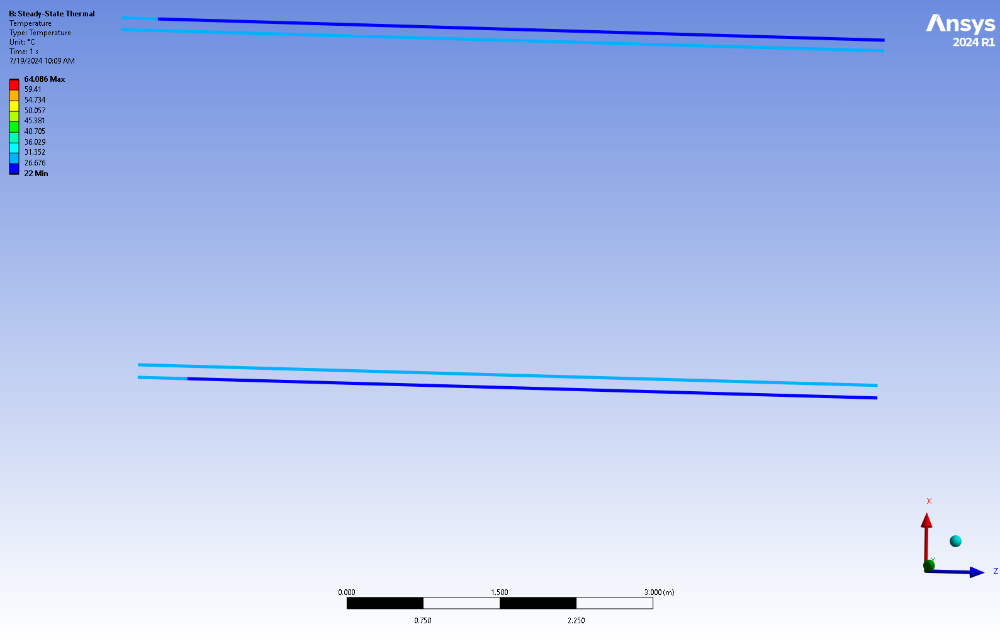 B: Steady-State Thermal
Temperature
Type: Temperature
Unit: °C
Time: 1 s
7/19/2024 10:09 AM
64.086 Max
59.41
54.734
50.057
45.381
40.705
36.029
31.352
26.676
22 Min
Ansys
2024 R1
X
Y
Z
0.000 1.500 3.000 (m)
0.750 2.250